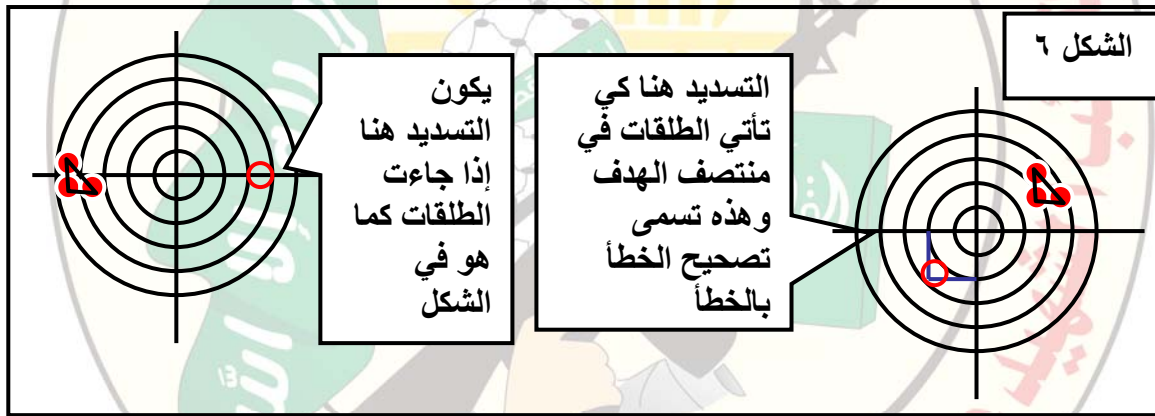 الشكل ٦
التسديد هنا كي
تأتي الطلقات في
منتصف الهدف
وهذه تسمى
تصحيح الخطأ
بالخطأ
يكون
التسديد هنا
إذا جاءت
الطلقات كما
هو في
الشكل